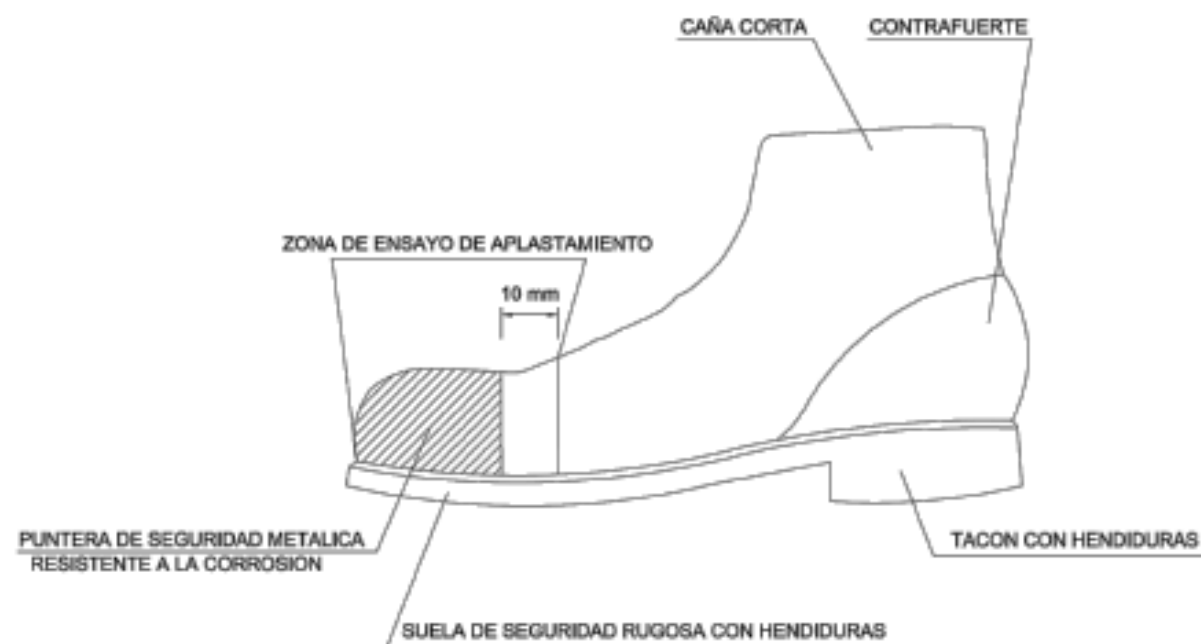 CAÑA CORTA
CONTRAFUERTE
ZONA DE ENSAYO DE APLASTAMIENTO
10 mm
PUNTERA DE SEGURIDAD METALICA
RESISTENTE A LA CORROSION
TACON CON HENDIDURAS
SUELA DE SEGURIDAD RUGOSA CON HENDIDURAS